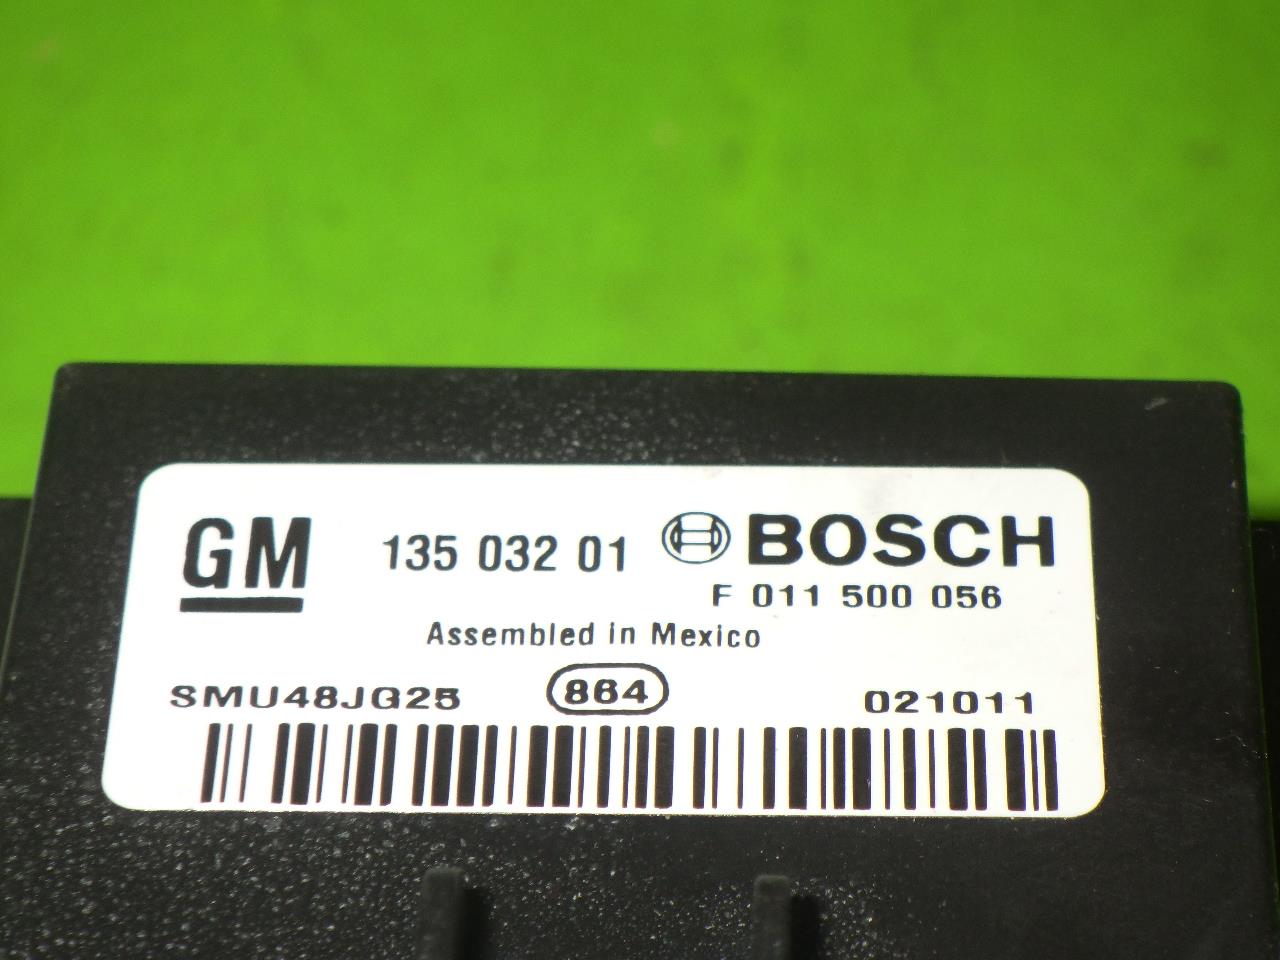 GM 135 032 01 BOSCH
F 011 500 056
Assembled in Mexico
SMU48JG25 864 021011